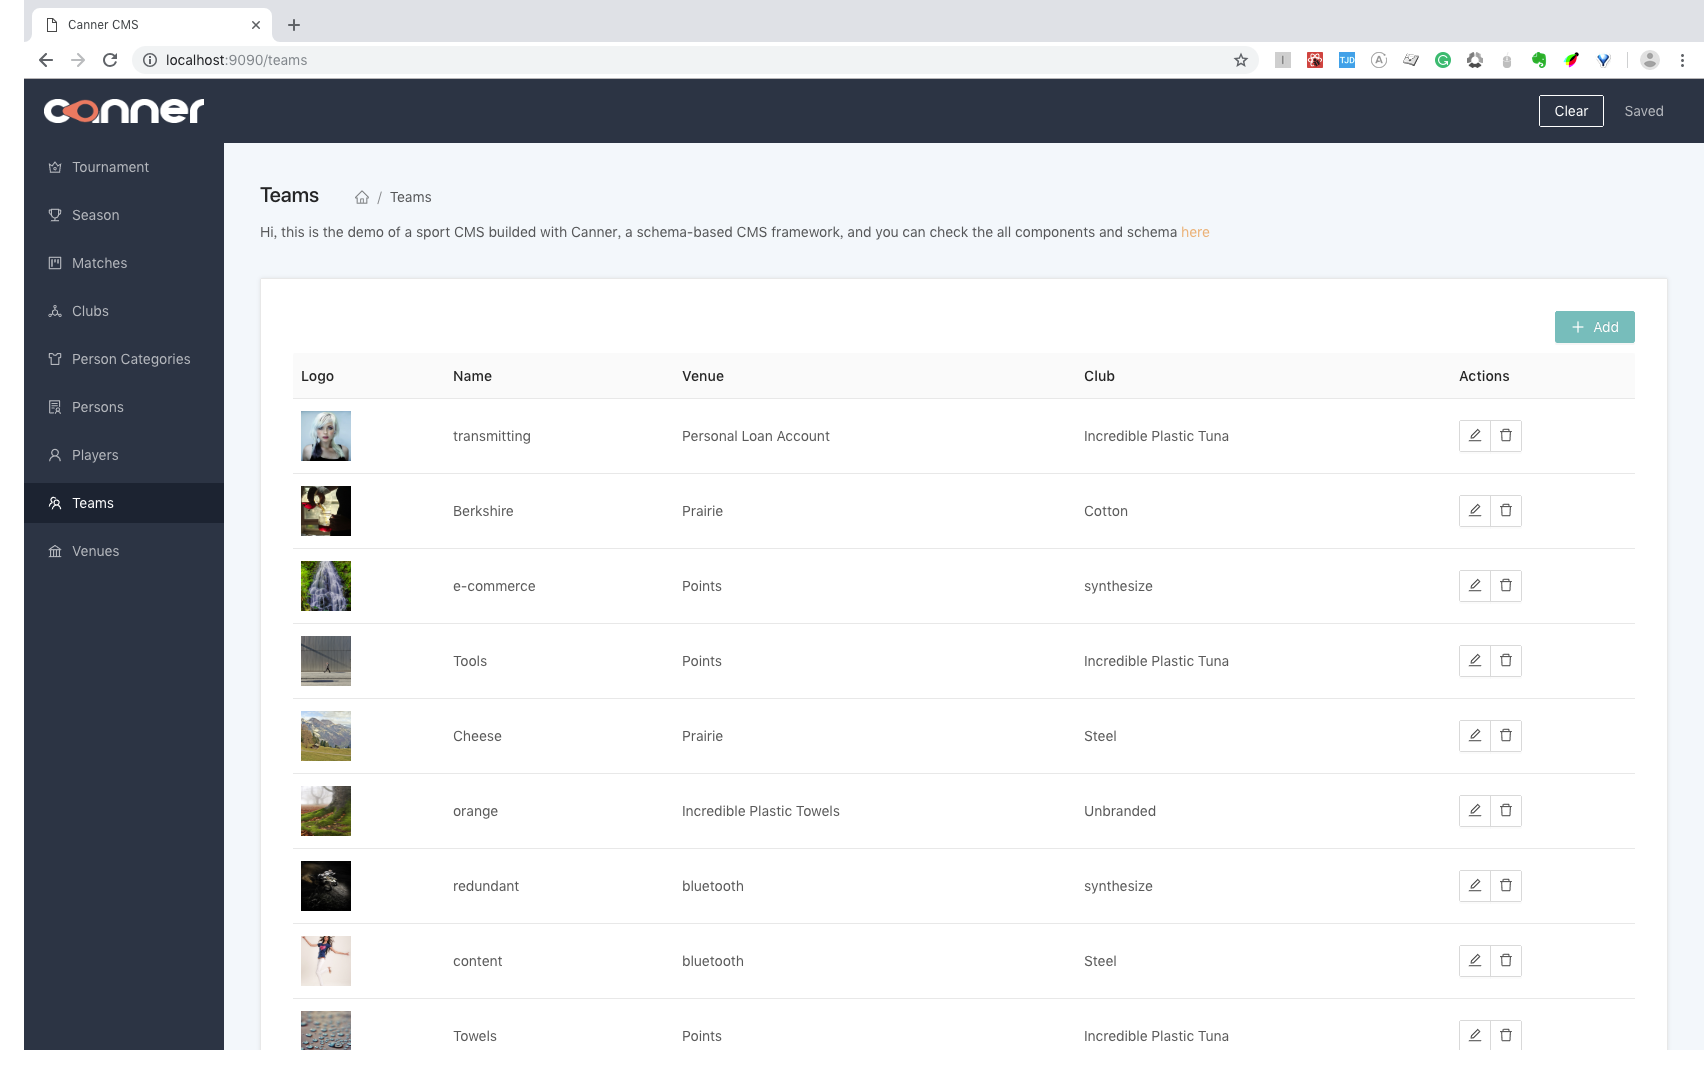 Canner CMS
localhost:9090/teams
TJD
canner
Clear
Saved
Tournament
Season
Matches
Clubs
Person Categories
Persons
Players
Teams
Venues
Teams
/ Teams
Hi, this is the demo of a sport CMS builded with Canner, a schema-based CMS framework, and you can check the all components and schema here
+ Add
Logo Name Venue Club Actions
transmitting Personal Loan Account Incredible Plastic Tuna
Berkshire Prairie Cotton
e-commerce Points synthesize
Tools Points Incredible Plastic Tuna
Cheese Prairie Steel
orange Incredible Plastic Towels Unbranded
redundant bluetooth synthesize
content bluetooth Steel
Towels Points Incredible Plastic Tuna